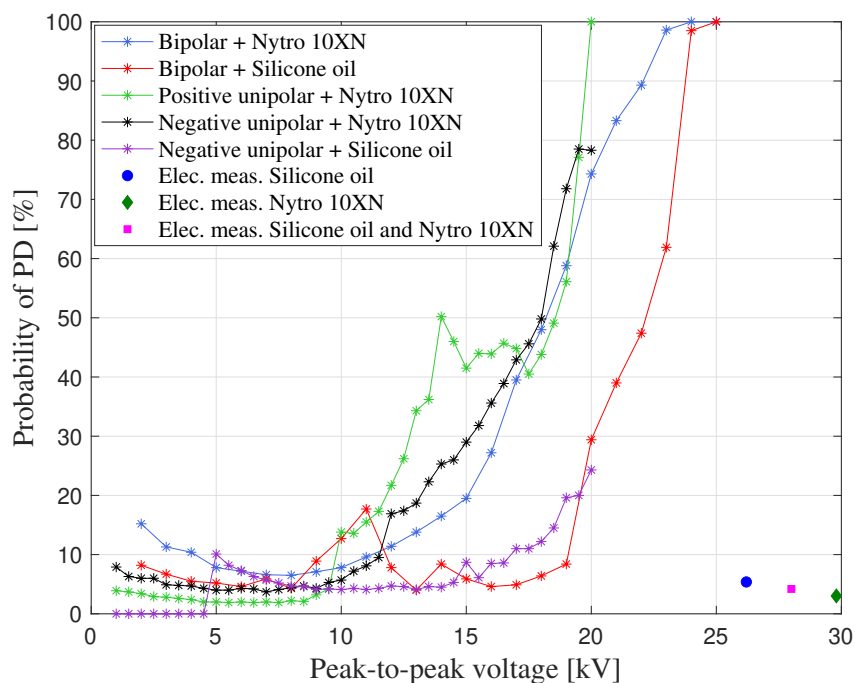 100
90
80
70
60
50
40
30
20
10
0
Probability of PD [%]
Bipolar + Nytro 10XN
Bipolar + Silicone oil
Positive unipolar + Nytro 10XN
Negative unipolar + Nytro 10XN
Negative unipolar + Silicone oil
Elec. meas. Silicone oil
Elec. meas. Nytro 10XN
Elec. meas. Silicone oil and Nytro 10XN
0 5 10 15 20 25 30
Peak-to-peak voltage [kV]